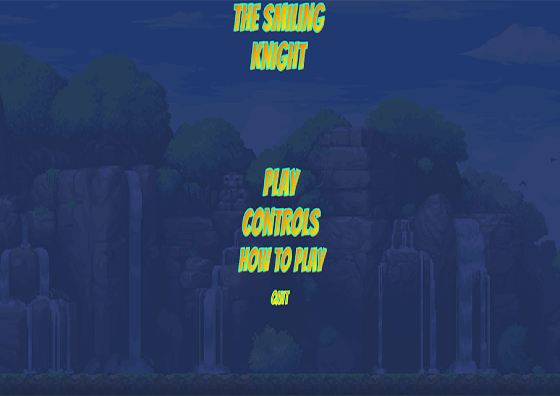 THE SMILING
KNIGHT
PLAY
CONTROLS
HOW TO PLAY
QUIT